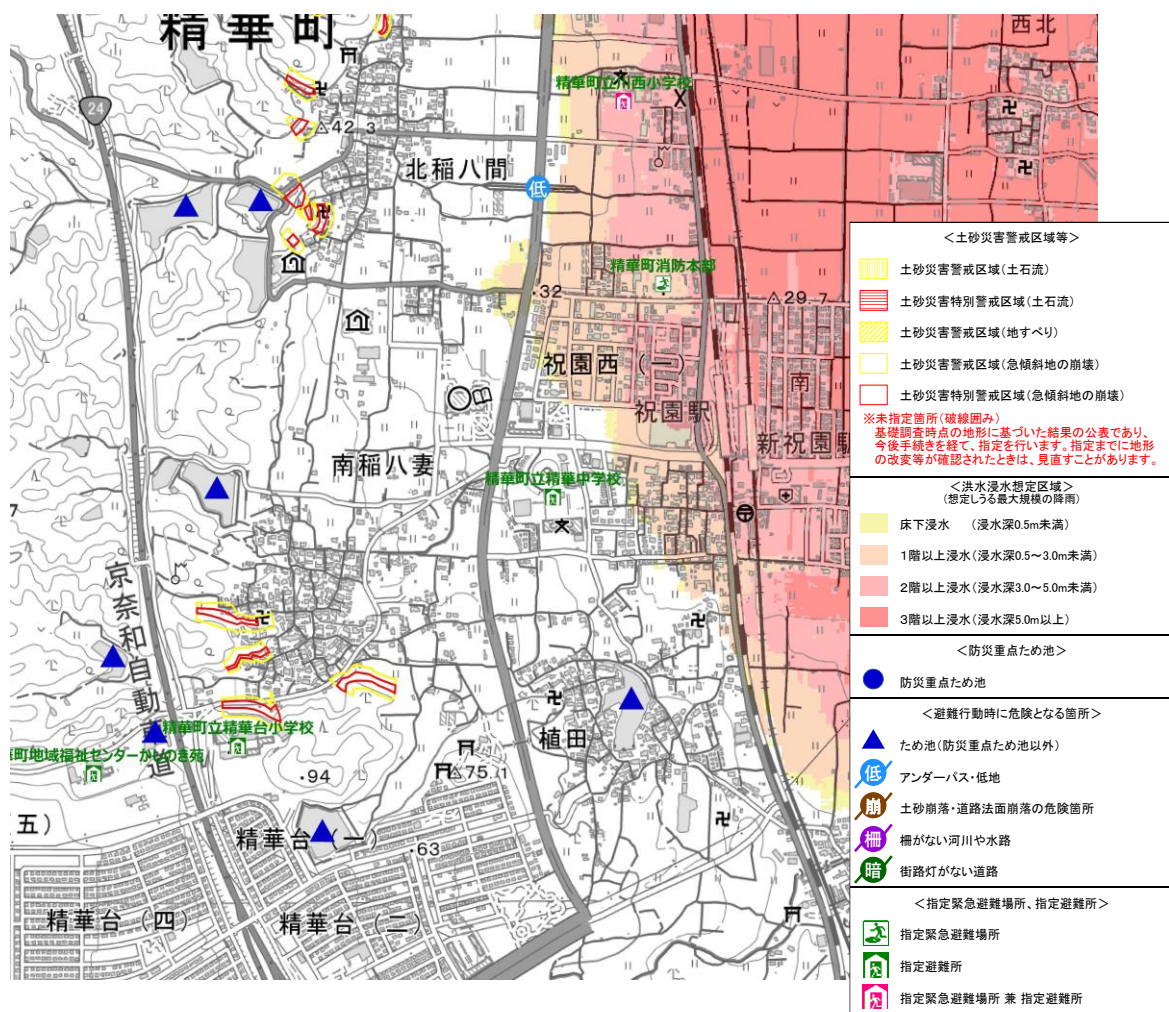 精華町
西北
精華町立川西小学校
24
42.3
北稲八間
低
精華町消防本部
32
29.7
祝園西(一)
南
祝園駅
新祝園駅
45
南稲八妻
精華町立精華中学校
京奈和自動車道
精華町立精華台小学校
華町地域福祉センターかしのき苑
植田
94
75.1
五)
精華台(一)
63
精華台(四)
精華台(二)
<土砂災害警戒区域等>
土砂災害警戒区域(土石流)
土砂災害特別警戒区域(土石流)
土砂災害警戒区域(地すべり)
土砂災害警戒区域(急傾斜地の崩壊)
土砂災害特別警戒区域(急傾斜地の崩壊)
※未指定箇所(破線囲み)
基礎調査時点の地形に基づいた結果の公表であり、
今後手続きを経て、指定を行います。指定までに地形
の改変等が確認されたときは、見直すことがあります。
<洪水浸水想定区域>
(想定しうる最大規模の降雨)
床下浸水 (浸水深0.5m未満)
1階以上浸水(浸水深0.5~3.0m未満)
2階以上浸水(浸水深3.0~5.0m未満)
3階以上浸水(浸水深5.0m以上)
<防災重点ため池>
防災重点ため池
<避難行動時に危険となる箇所>
ため池(防災重点ため池以外)
低 アンダーパス・低地
崩 土砂崩落・道路法面崩落の危険箇所
柵 柵がない河川や水路
暗 街路灯がない道路
<指定緊急避難場所、指定避難所>
指定緊急避難場所
指定避難所
指定緊急避難場所 兼 指定避難所